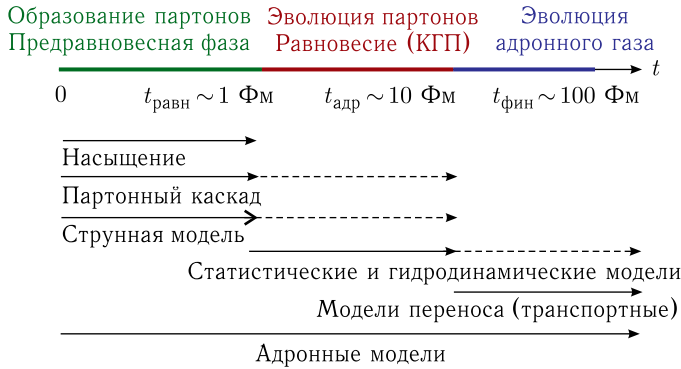 Образование партонов
Предравновесная фаза
Эволюция партонов
Равновесие (КГП)
Эволюция
адронного газа
t
0
tравн ~ 1 Фм
tадр ~ 10 Фм
tфин ~ 100 Фм
Насыщение
Партонный каскад
Струнная модель
Статистические и гидродинамические модели
Модели переноса (транспортные)
Адронные модели